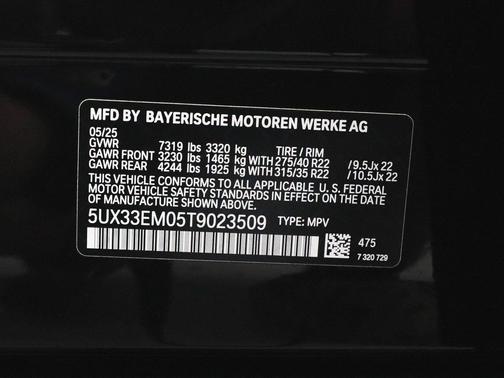 MFD BY BAYERISCHE MOTOREN WERKE AG
05/25
GVWR 7319 lbs 3320 kg TIRE / RIM
GAWR FRONT 3230 lbs 1465 kg WITH 275/40 R22 / 9.5Jx 22
GAWR REAR 4244 lbs 1925 kg WITH 315/35 R22 / 10.5Jx 22
THIS VEHICLE CONFORMS TO ALL APPLICABLE U. S. FEDERAL
MOTOR VEHICLE SAFETY STANDARDS IN EFFECT ON THE
DATE OF MANUFACTURE SHOWN ABOVE.
5UX33EM05T9023509 TYPE: MPV
475
7 320 729